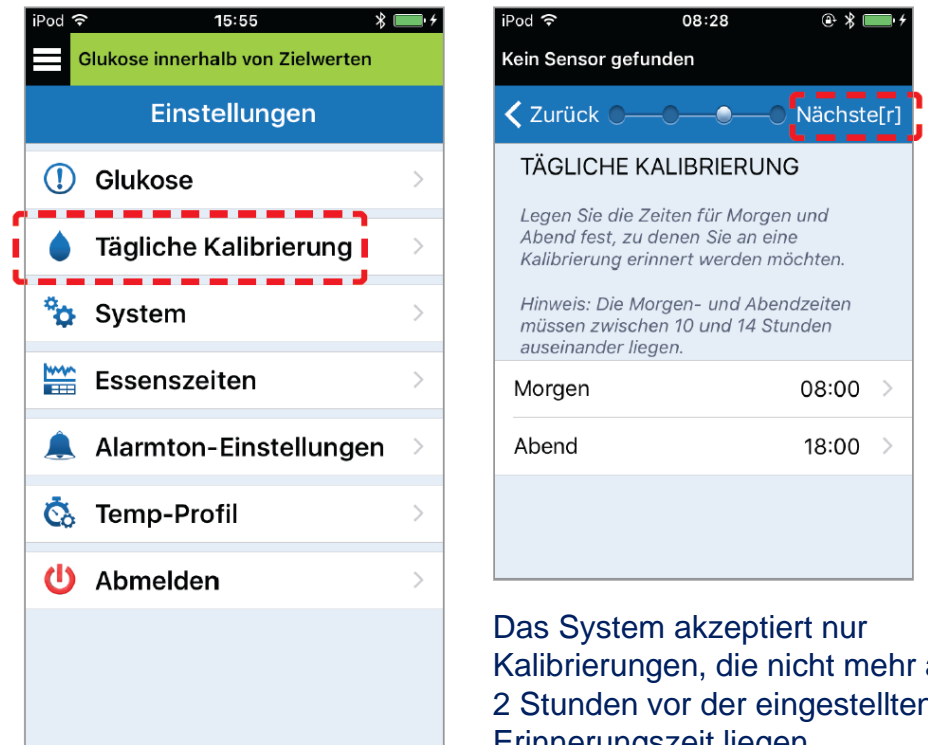 iPod 15:55
Glukose innerhalb von Zielwerten
Einstellungen
Glukose
Tägliche Kalibrierung
System
Essenszeiten
Alarmton-Einstellungen
Temp-Profil
Abmelden
iPod 08:28
Kein Sensor gefunden
Zurück Nächste[r]
TÄGLICHE KALIBRIERUNG
Legen Sie die Zeiten für Morgen und
Abend fest, zu denen Sie an eine
Kalibrierung erinnert werden möchten.
Hinweis: Die Morgen- und Abendzeiten
müssen zwischen 10 und 14 Stunden
auseinander liegen.
Morgen 08:00
Abend 18:00
Das System akzeptiert nur
Kalibrierungen, die nicht mehr
2 Stunden vor der eingestellten
Erinnerungszeit liegen